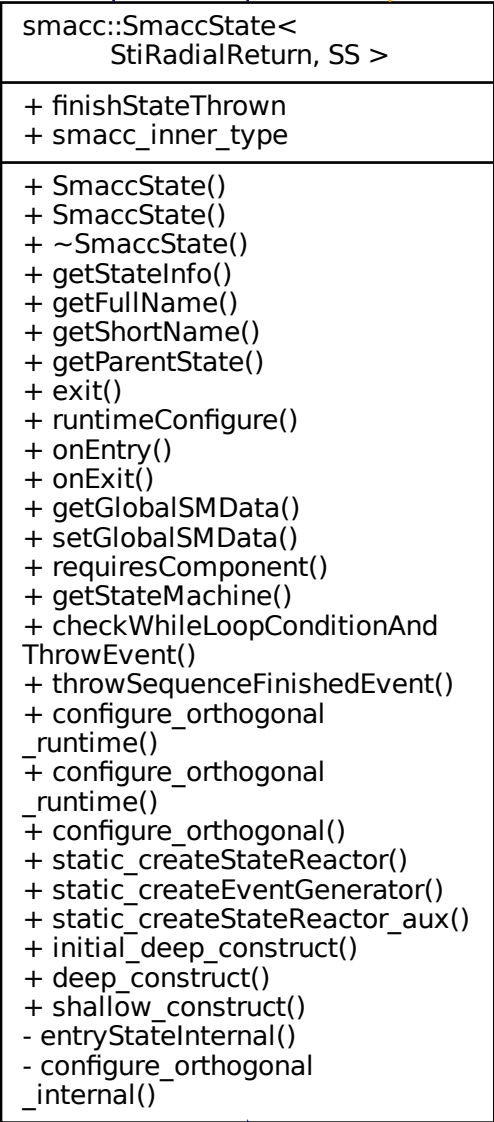 smacc::SmaccState<
StiRadialReturn, SS >
+ finishStateThrown
+ smacc_inner_type
+ SmaccState()
+ SmaccState()
+ ~SmaccState()
+ getStateInfo()
+ getFullName()
+ getShortName()
+ getParentState()
+ exit()
+ runtimeConfigure()
+ onEntry()
+ onExit()
+ getGlobalSMData()
+ setGlobalSMData()
+ requiresComponent()
+ getStateMachine()
+ checkWhileLoopConditionAnd
ThrowEvent()
+ throwSequenceFinishedEvent()
+ configure_orthogonal
_runtime()
+ configure_orthogonal
_runtime()
+ configure_orthogonal()
+ static_createStateReactor()
+ static_createEventGenerator()
+ static_createStateReactor_aux()
+ initial_deep_construct()
+ deep_construct()
+ shallow_construct()
- entryStateInternal()
- configure_orthogonal
_internal()